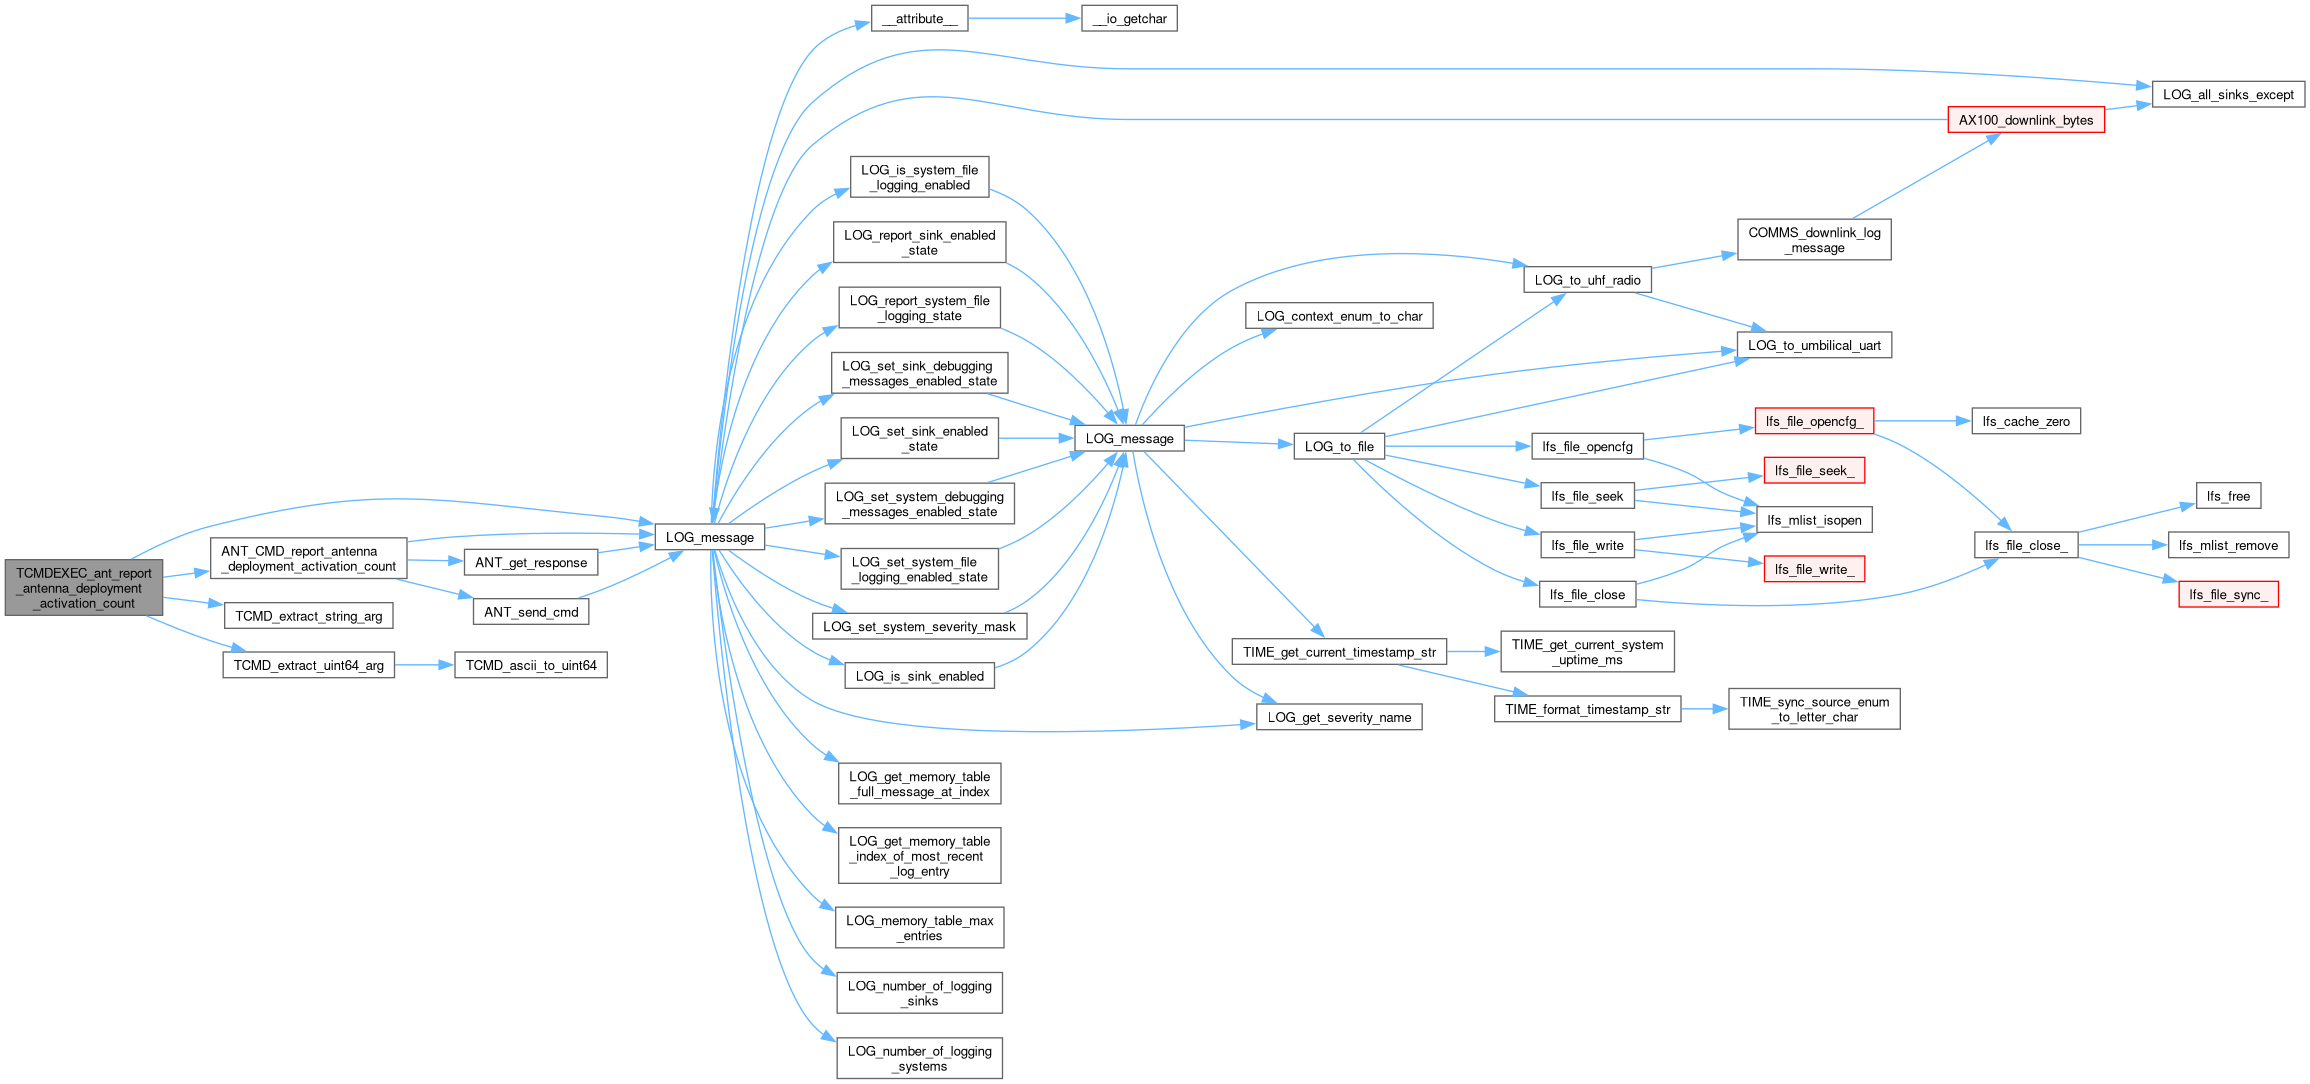 __attribute__
__io_getchar
LOG_all_sinks_except
AX100_downlink_bytes
LOG_is_system_file
_logging_enabled
LOG_report_sink_enabled
_state
COMMS_downlink_log
_message
LOG_to_uhf_radio
LOG_report_system_file
_logging_state
LOG_context_enum_to_char
LOG_to_umbilical_uart
LOG_set_sink_debugging
_messages_enabled_state
LOG_set_sink_enabled
_state
LOG_message
LOG_to_file
lfs_file_opencfg
lfs_file_opencfg_
lfs_cache_zero
lfs_file_seek_
LOG_set_system_debugging
_messages_enabled_state
lfs_file_seek
lfs_free
lfs_mlist_isopen
LOG_message
ANT_CMD_report_antenna
_deployment_activation_count
ANT_get_response
lfs_file_write
lfs_file_close_
lfs_mlist_remove
LOG_set_system_file
_logging_enabled_state
lfs_file_write_
TCMDEXEC_ant_report
_antenna_deployment
_activation_count
lfs_file_close
lfs_file_sync_
TCMD_extract_string_arg
ANT_send_cmd
LOG_set_system_severity_mask
TIME_get_current_timestamp_str
TIME_get_current_system
_uptime_ms
TCMD_extract_uint64_arg
TCMD_ascii_to_uint64
LOG_is_sink_enabled
LOG_get_severity_name
TIME_format_timestamp_str
TIME_sync_source_enum
_to_letter_char
LOG_get_memory_table
_full_message_at_index
LOG_get_memory_table
_index_of_most_recent
_log_entry
LOG_memory_table_max
_entries
LOG_number_of_logging
_sinks
LOG_number_of_logging
_systems